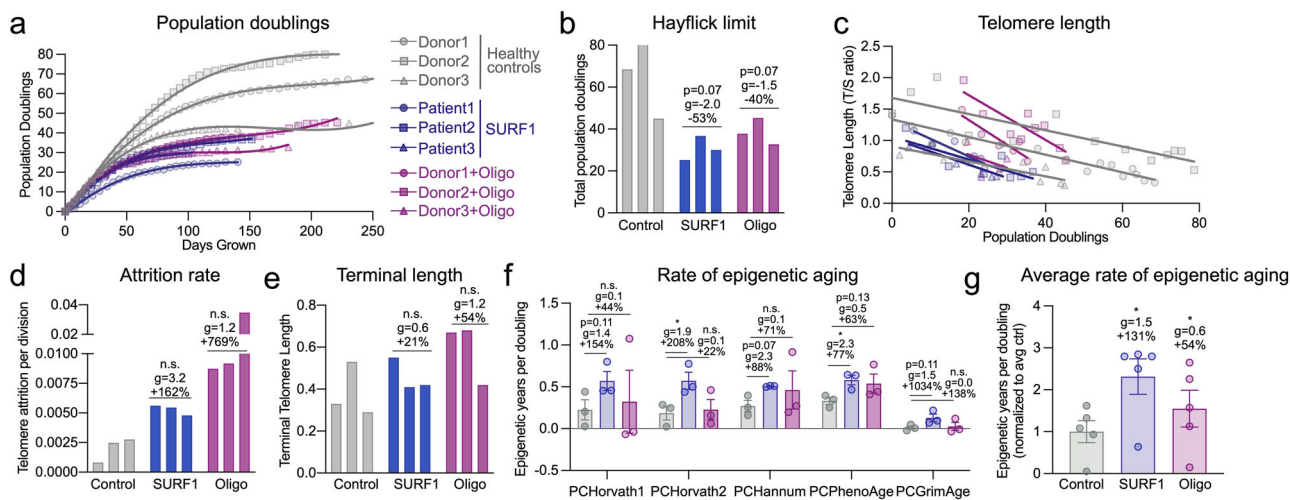 a
Population doublings
Population Doublings
80
70
60
50
40
30
20
10
0
0
50
100
150
200
250
Days Grown
Donor1
Donor2
Donor3
Healthy
controls
Patient1
Patient2
Patient3
SURF1
Donor1+Oligo
Donor2+Oligo
Donor3+Oligo
b
Hayflick limit
Total population doublings
80
60
40
20
0
p=0.07
g=-2.0
-53%
p=0.07
g=-1.5
-40%
Control
SURF1
Oligo
c
Telomere length
Telomere Length (T/S ratio)
2.5
2.0
1.5
1.0
0.5
0.0
0
20
40
60
80
Population Doublings
d
Attrition rate
Telomere attrition per division
0.04
0.02
0.0100
0.0075
0.0050
0.0025
0.0000
n.s.
g=3.2
+162%
n.s.
g=1.2
+769%
Control
SURF1
Oligo
e
Terminal length
Terminal Telomere Length
0.8
0.6
0.4
0.2
0.0
n.s.
g=0.6
+21%
n.s.
g=1.2
+54%
Control
SURF1
Oligo
f
Rate of epigenetic aging
Epigenetic years per doubling
1.5
1.0
0.5
0.0
-0.5
n.s.
g=0.1
+44%
p=0.11
g=1.4
+154%
*
g=1.9
+208%
n.s.
g=0.1
+22%
n.s.
g=0.1
+71%
p=0.07
g=2.3
+88%
p=0.13
g=0.5
+63%
*
g=2.3
+77%
p=0.11
g=1.5
+1034%
n.s.
g=0.0
+138%
PCHorvath1
PCHorvath2
PCHannum
PCPhenoAge
PCGrimAge
g
Average rate of epigenetic aging
Epigenetic years per doubling
(normalized to avg ctrl)
6
4
2
0
*
g=1.5
+131%
*
g=0.6
+54%
Control
SURF1
Oligo